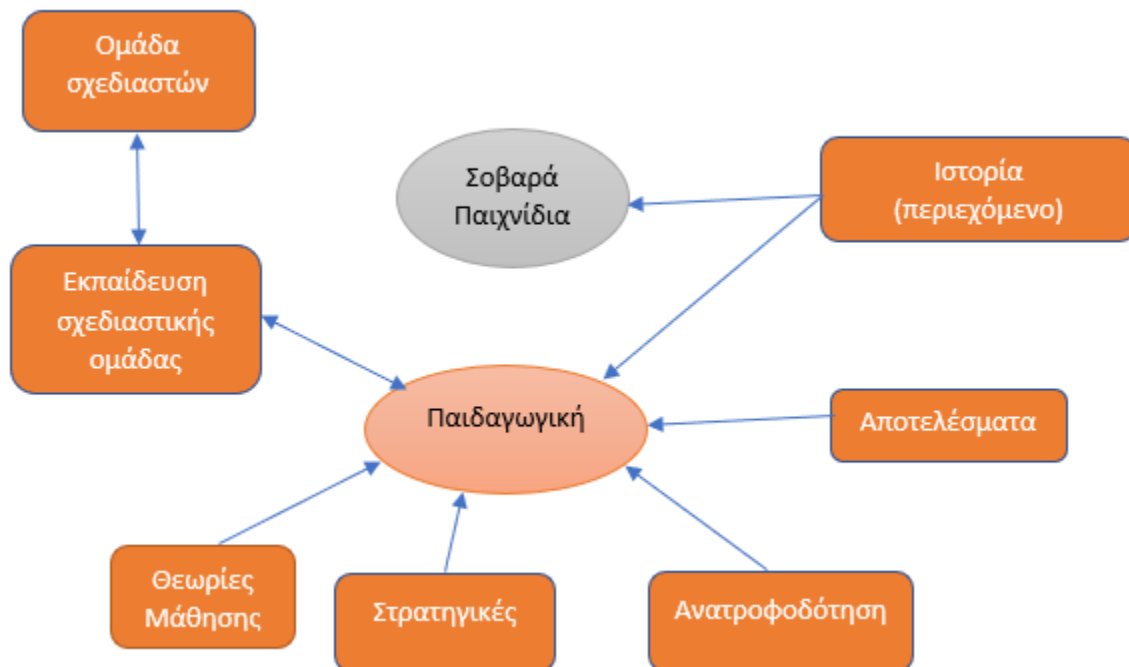 Ομάδα
σχεδιαστών
Σοβαρά
Παιχνίδια
Ιστορία
(περιεχόμενο)
Εκπαίδευση
σχεδιαστικής
ομάδας
Παιδαγωγική
Αποτελέσματα
Θεωρίες
Μάθησης
Στρατηγικές
Ανατροφοδότηση